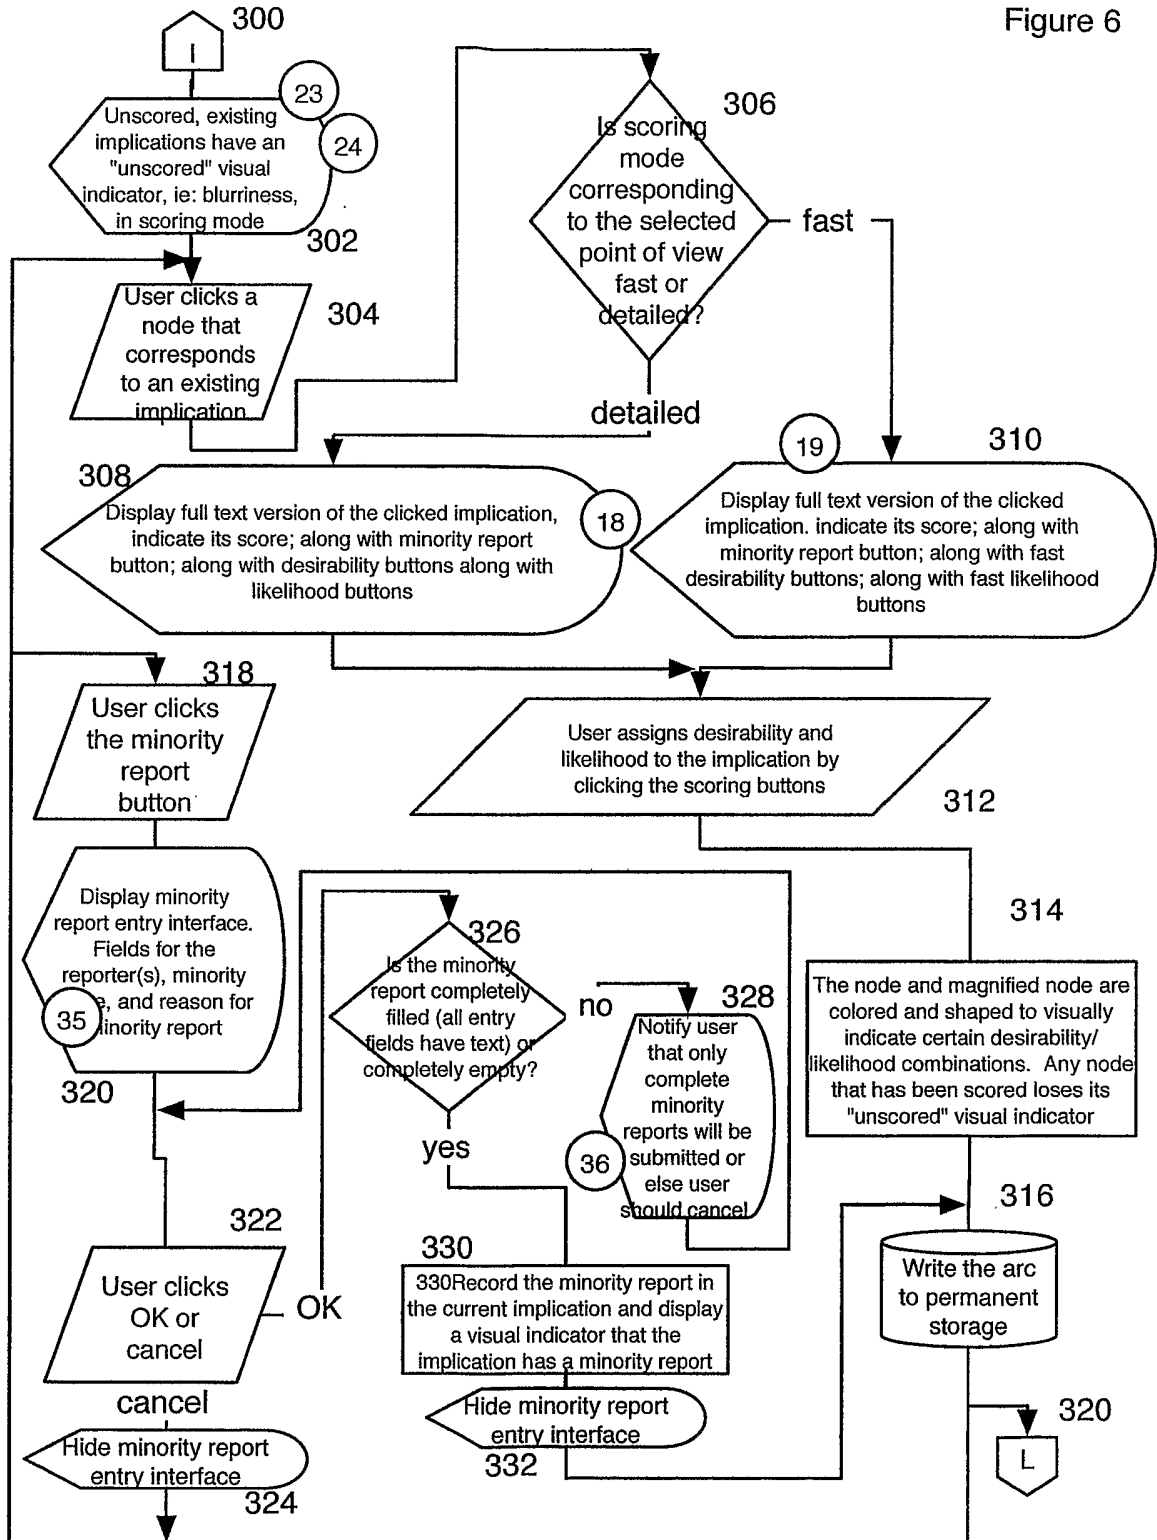 Figure 6
300
I
23
24
Unscored, existing
implications have an
"unscored" visual
indicator, ie: blurriness,
in scoring mode
302
User clicks a
node that
corresponds
to an existing
implication
304
306
Is scoring
mode
corresponding
to the selected
point of view
fast or
detailed?
fast
detailed
308
Display full text version of the clicked implication,
indicate its score; along with minority report
button; along with desirability buttons along with
likelihood buttons
18
19
310
Display full text version of the clicked
implication. indicate its score; along with
minority report button; along with fast
desirability buttons; along with fast likelihood
buttons
User assigns desirability and
likelihood to the implication by
clicking the scoring buttons
312
314
The node and magnified node are
colored and shaped to visually
indicate certain desirability/
likelihood combinations. Any node
that has been scored loses its
"unscored" visual indicator
316
Write the arc
to permanent
storage
320
L
318
User clicks
the minority
report
button
Display minority
report entry interface.
Fields for the
reporter(s), minority
e, and reason for
inority report
35
320
322
User clicks
OK or
cancel
OK
cancel
Hide minority report
entry interface
324
326
Is the minority
report completely
filled (all entry
fields have text) or
completely empty?
no
yes
328
Notify user
that only
complete
minority
reports will be
submitted or
else user
should cancel
36
330
330Record the minority report in
the current implication and display
a visual indicator that the
implication has a minority report
Hide minority report
entry interface
332